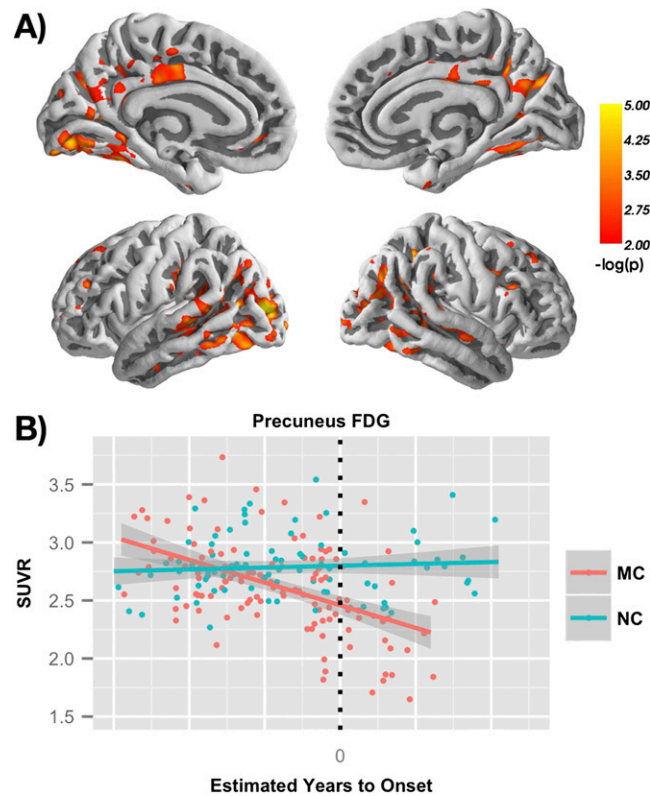 A)
5.00
4.25
3.50
2.75
2.00
-log(p)
B)
Precuneus FDG
3.5
3.0
2.5
2.0
1.5
SUVR
MC
NC
0
Estimated Years to Onset